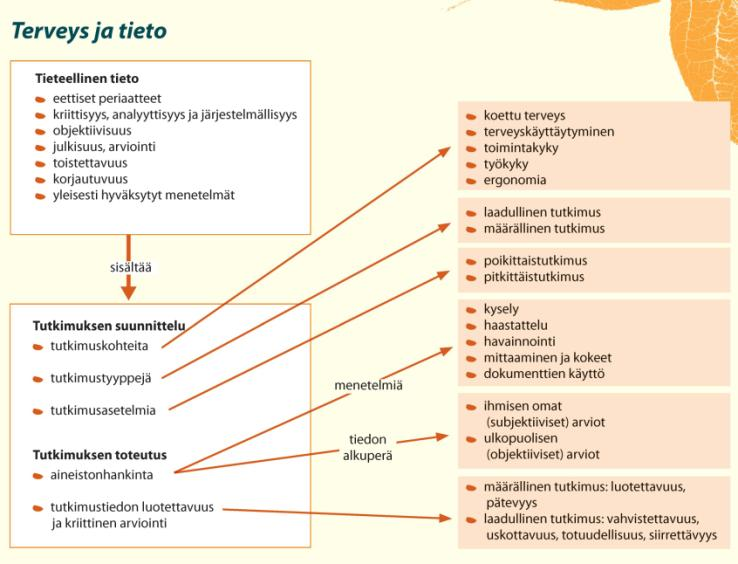 Terveys ja tieto
Tieteellinen tieto
eettiset periaatteet
kriittisyys, analyyttisyys ja järjestelmällisyys
objektiivisuus
julkisuus, arviointi
toistettavuus
korjautuvuus
yleisesti hyväksytyt menetelmät
sisältää
Tutkimuksen suunnittelu
tutkimuskohteita
tutkimustyyppejä
tutkimusasetelmia
Tutkimuksen toteutus
aineistonhankinta
tutkimustiedon luotettavuus
ja kriittinen arviointi
menetelmiä
tiedon
alkuperä
koettu terveys
terveyskäyttäytyminen
toimintakyky
työkyky
ergonomia
laadullinen tutkimus
määrällinen tutkimus
poikittaistutkimus
pitkittäistutkimus
kysely
haastattelu
havainnointi
mittaaminen ja kokeet
dokumenttien käyttö
ihmisen omat
(subjektiiviset) arviot
ulkopuolisen
(objektiiviset) arviot
määrällinen tutkimus: luotettavuus,
pätevyys
laadullinen tutkimus: vahvistettavuus,
uskottavuus, totuudellisuus, siirrettävyys